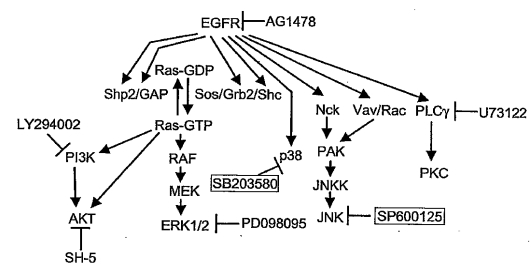 EGFR AG1478
Ras-GDP
Shp2/GAP Sos/Grb2/Shc Nck Vav/Rac PLCγ U73122
LY294002 Ras-GTP
PI3K RAF p38 PAK
SB203580 PKC
MEK JNKK
AKT ERK1/2 PD098095 JNK SP600125
SH-5